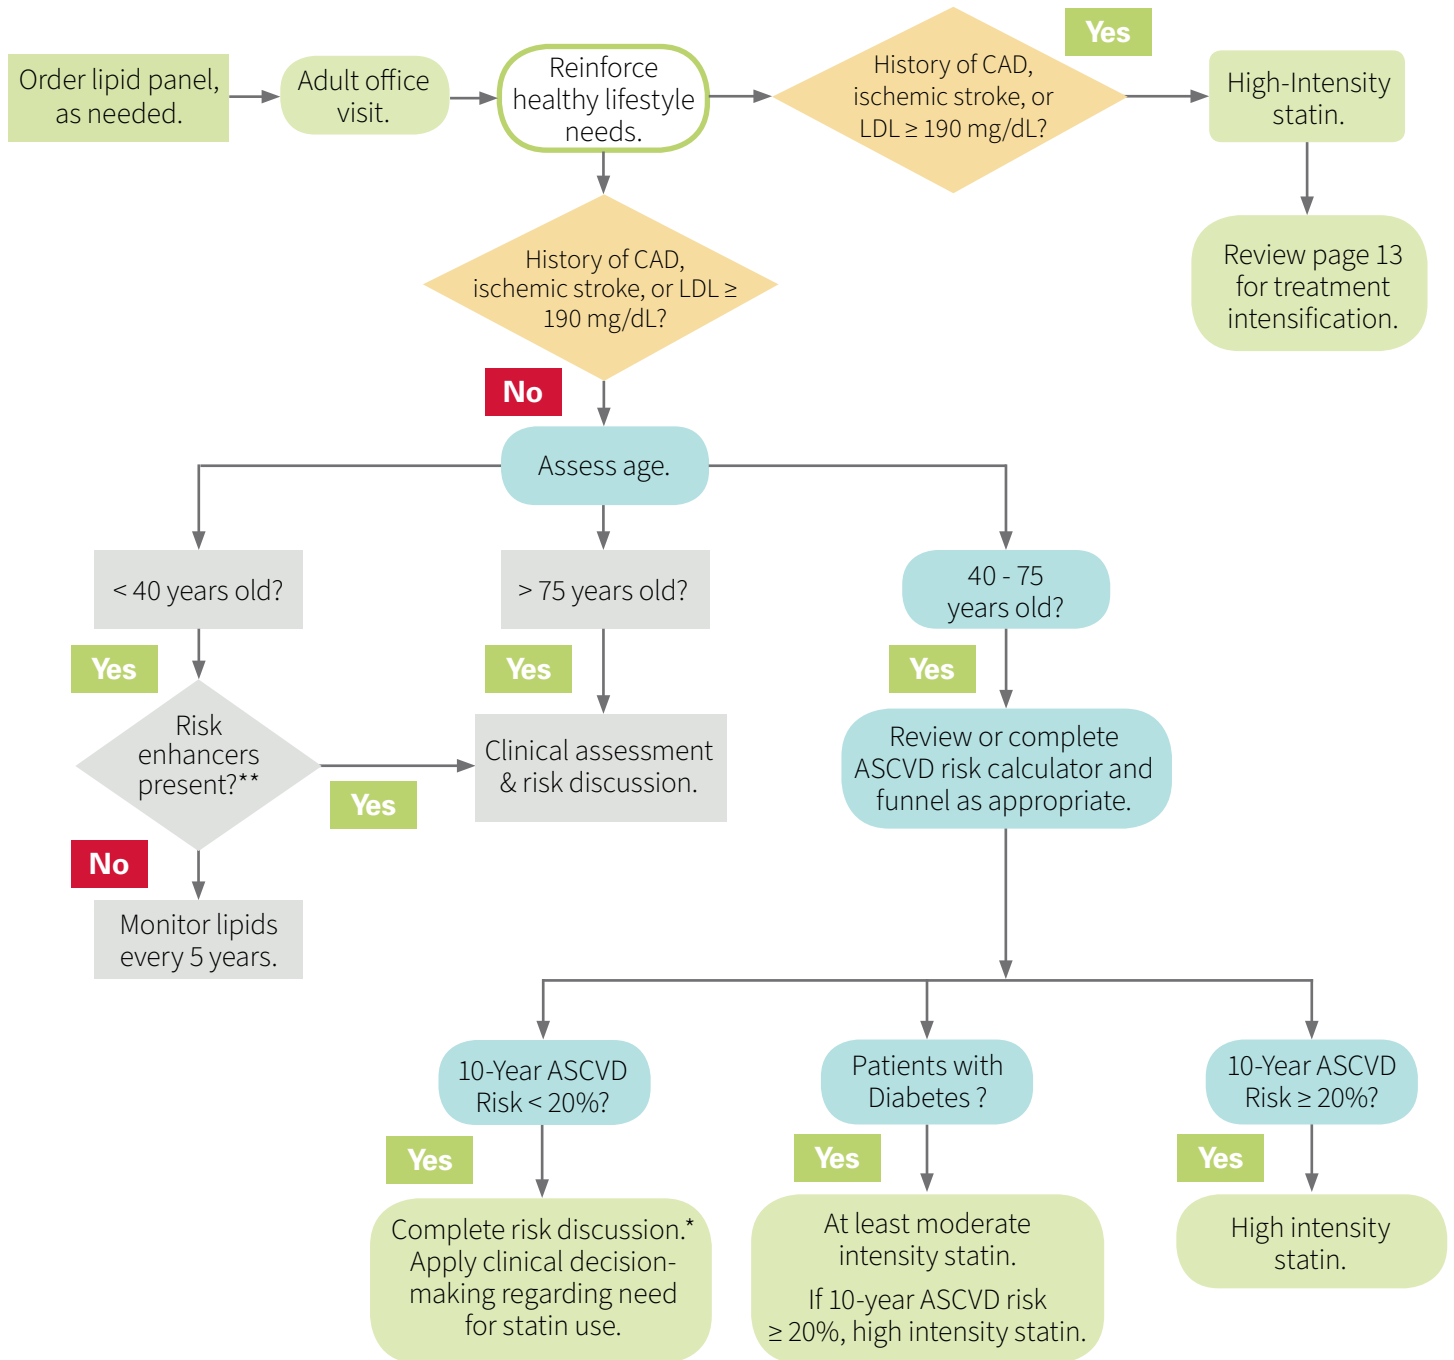 Order lipid panel,
as needed.
Adult office
visit.
Reinforce
healthy lifestyle
needs.
History of CAD,
ischemic stroke, or
LDL ≥ 190 mg/dL?
Yes
High-Intensity
statin.
Review page 13
for treatment
intensification.
History of CAD,
ischemic stroke, or LDL ≥
190 mg/dL?
No
Assess age.
< 40 years old?
> 75 years old?
40 - 75
years old?
Yes
Yes
Yes
Risk
enhancers
present?**
Yes
Clinical assessment
& risk discussion.
Review or complete
ASCVD risk calculator and
funnel as appropriate.
No
Monitor lipids
every 5 years.
10-Year ASCVD
Risk < 20%?
Patients with
Diabetes ?
10-Year ASCVD
Risk ≥ 20%?
Yes
Yes
Yes
Complete risk discussion.*
Apply clinical decision-
making regarding need
for statin use.
At least moderate
intensity statin.
If 10-year ASCVD risk
≥ 20%, high intensity statin.
High intensity
statin.